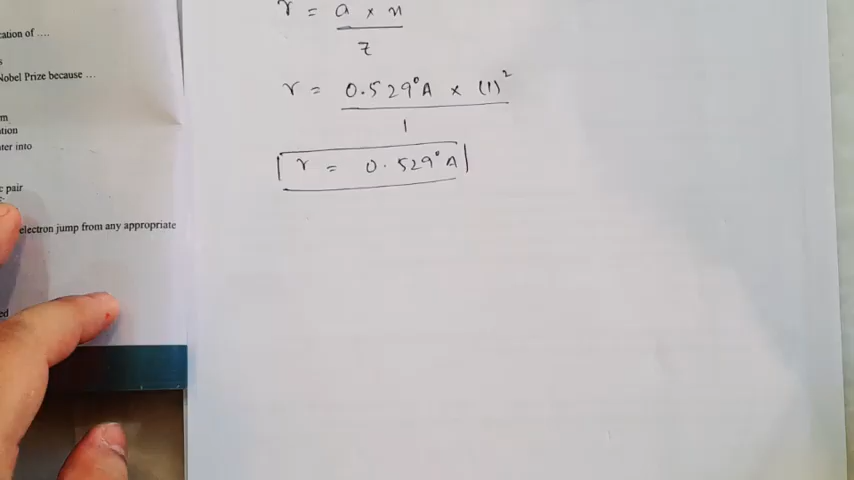 cation of ....
s
Nobel Prize because ...
m
tion
ter into
c pair
electron jump from any appropriate
ed
r = a × n
z
r = 0.529°A × (1)²
1
r = 0.529°A